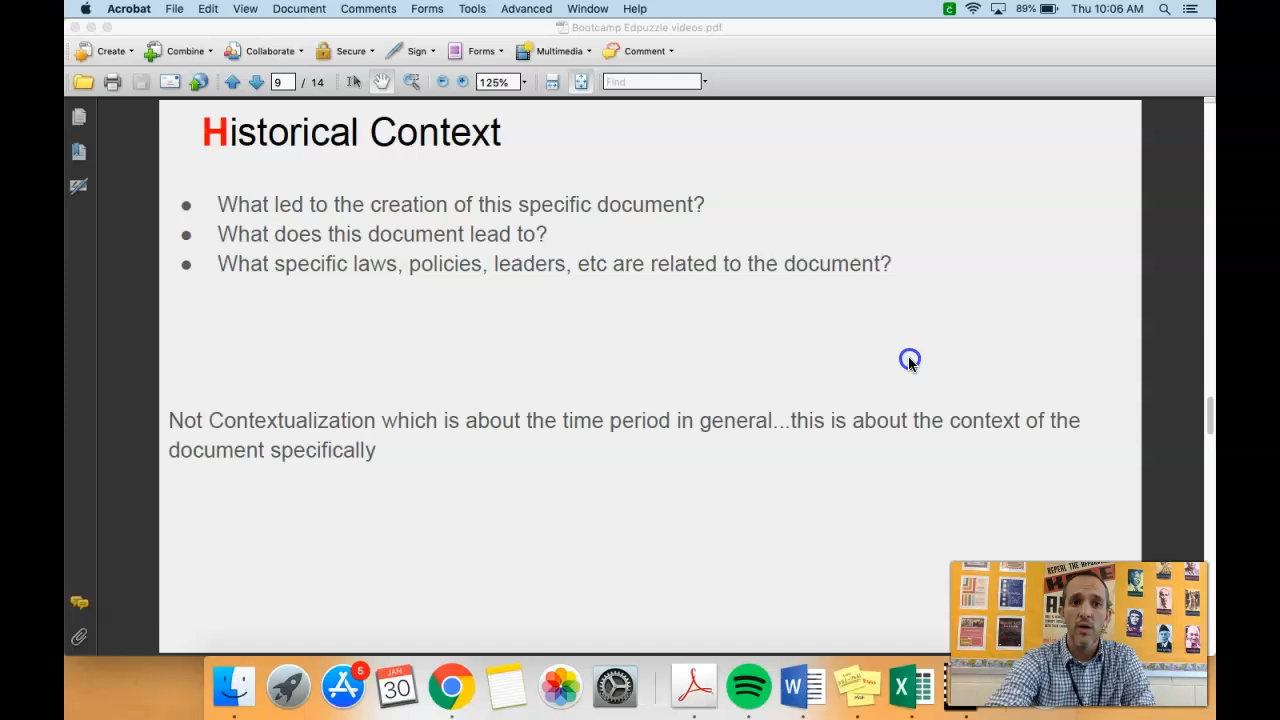 Acrobat File Edit View Document Comments Forms Tools Advanced Window Help 89% Thu 10:06 AM
Bootcamp Edpuzzle videos.pdf
Create Combine Collaborate Secure Sign Forms Multimedia Comment
9 / 14 125% Find
Historical Context
● What led to the creation of this specific document?
● What does this document lead to?
● What specific laws, policies, leaders, etc are related to the document?
Not Contextualization which is about the time period in general...this is about the context of the
document specifically
REPEAL THE
5
JAN
30